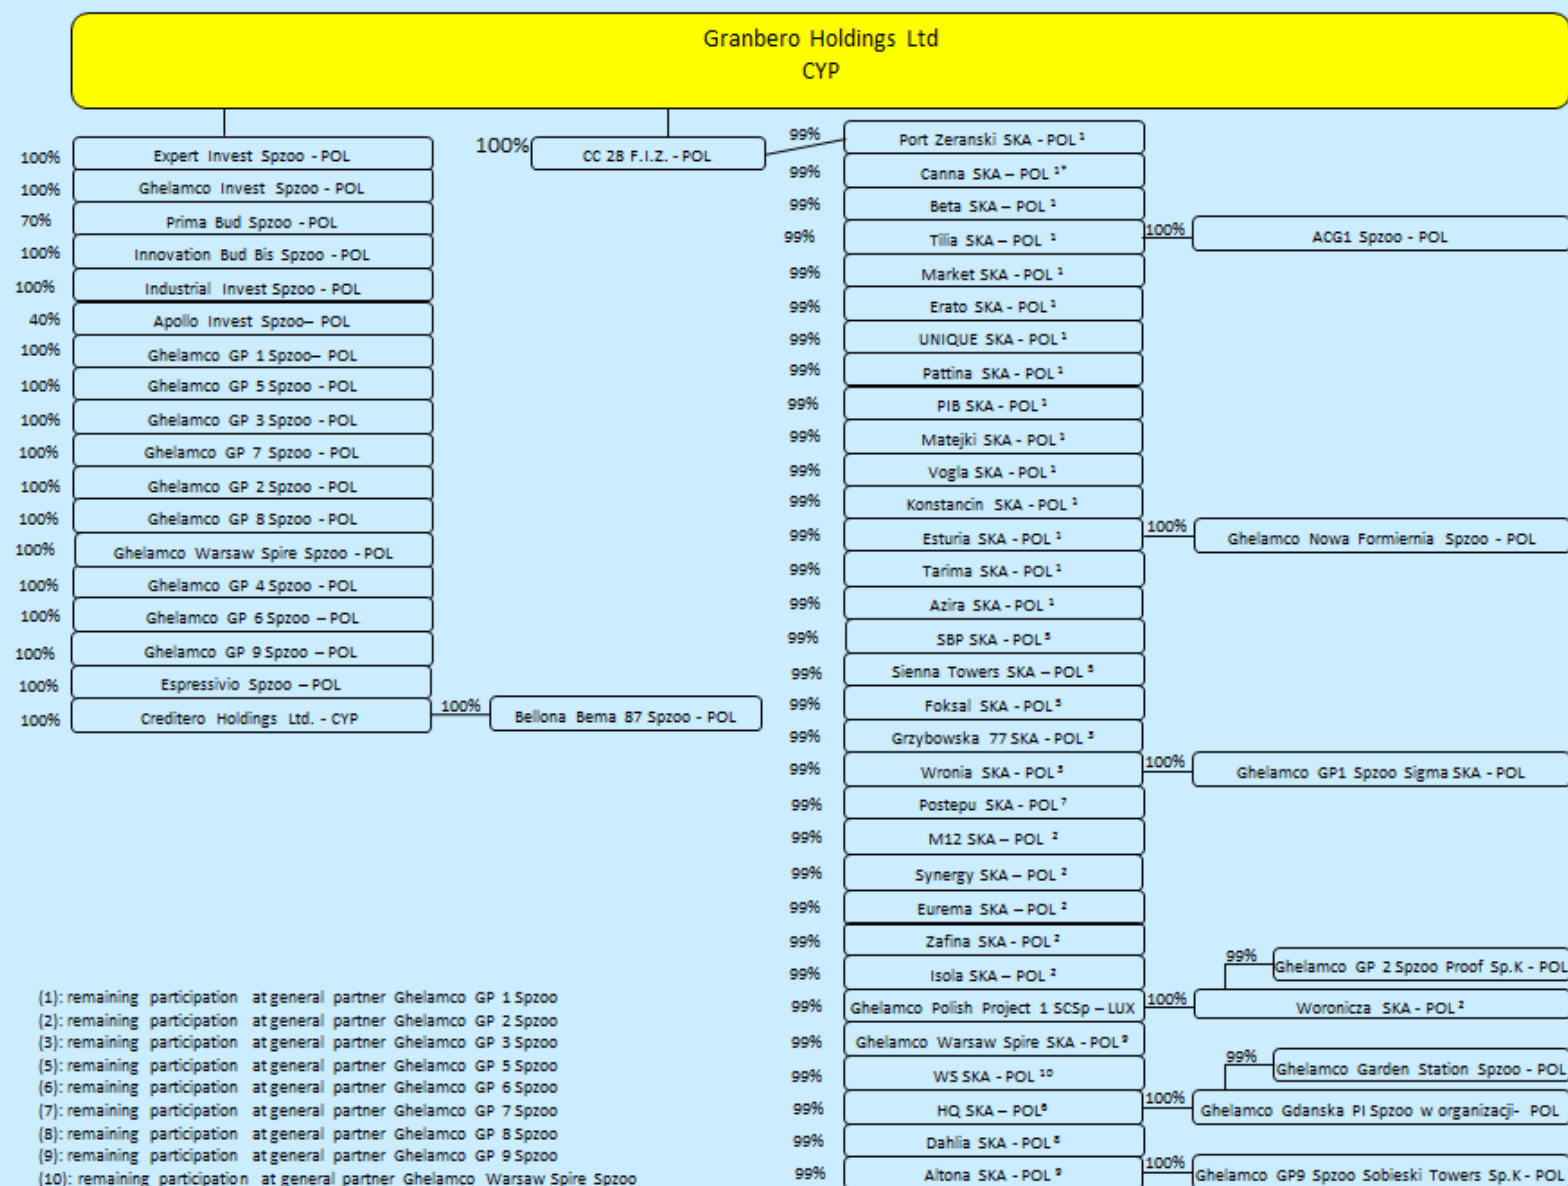 Granbero Holdings Ltd
CYP
100% Expert Invest Spzoo - POL
100% Ghelamco Invest Spzoo - POL
70% Prima Bud Spzoo - POL
100% Innovation Bud Bis Spzoo - POL
100% Industrial Invest Spzoo - POL
40% Apollo Invest Spzoo– POL
100% Ghelamco GP 1 Spzoo– POL
100% Ghelamco GP 5 Spzoo - POL
100% Ghelamco GP 3 Spzoo - POL
100% Ghelamco GP 7 Spzoo - POL
100% Ghelamco GP 2 Spzoo - POL
100% Ghelamco GP 8 Spzoo - POL
100% Ghelamco Warsaw Spire Spzoo - POL
100% Ghelamco GP 4 Spzoo - POL
100% Ghelamco GP 6 Spzoo – POL
100% Ghelamco GP 9 Spzoo – POL
100% Espressivio Spzoo – POL
100% Creditero Holdings Ltd. - CYP
100% Bellona Bema 87 Spzoo - POL
100% CC 28 F.I.Z. - POL
99% Port Zeranski SKA - POL ¹
99% Canna SKA – POL ¹*
99% Beta SKA – POL ¹
99% Tilia SKA – POL ¹
100% ACG1 Spzoo - POL
99% Market SKA - POL ¹
99% Erato SKA - POL ¹
99% UNIQUE SKA - POL ¹
99% Pattina SKA - POL ¹
99% PIB SKA - POL ¹
99% Matejki SKA - POL ¹
99% Vogla SKA - POL ¹
99% Konstancin SKA - POL ¹
99% Esturia SKA - POL ¹
100% Ghelamco Nowa Formiernia Spzoo - POL
99% Tarima SKA - POL ¹
99% Azira SKA - POL ¹
99% SBP SKA - POL
99% Sienna Towers SKA – POL
99% Foksal SKA - POL
99% Grzybowska 77 SKA - POL ³
99% Wronia SKA - POL ³
100% Ghelamco GP1 Spzoo Sigma SKA - POL
99% Postepu SKA - POL ⁷
99% M12 SKA – POL ²
99% Synergy SKA – POL ²
99% Eurema SKA – POL ²
99% Zafina SKA - POL ²
99% Isola SKA – POL ²
99% Ghelamco Polish Project 1 SCSp – LUX
100% Woronicza SKA - POL ²
99% Ghelamco GP 2 Spzoo Proof Sp.K - POL
99% Ghelamco Warsaw Spire SKA - POL ⁹
99% WS SKA - POL ¹⁰
99% HQ SKA – POL
100% Ghelamco Gdanska PI Spzoo w organizacji- POL
99% Ghelamco Garden Station Spzoo - POL
99% Dahlia SKA - POL ⁸
99% Altona SKA - POL ⁹
100% Ghelamco GP9 Spzoo Sobieski Towers Sp.K - POL
(1): remaining participation at general partner Ghelamco GP 1 Spzoo
(2): remaining participation at general partner Ghelamco GP 2 Spzoo
(3): remaining participation at general partner Ghelamco GP 3 Spzoo
(5): remaining participation at general partner Ghelamco GP 5 Spzoo
(6): remaining participation at general partner Ghelamco GP 6 Spzoo
(7): remaining participation at general partner Ghelamco GP 7 Spzoo
(8): remaining participation at general partner Ghelamco GP 8 Spzoo
(9): remaining participation at general partner Ghelamco GP 9 Spzoo
(10): remaining participation at general partner Ghelamco Warsaw Spire Spzoo